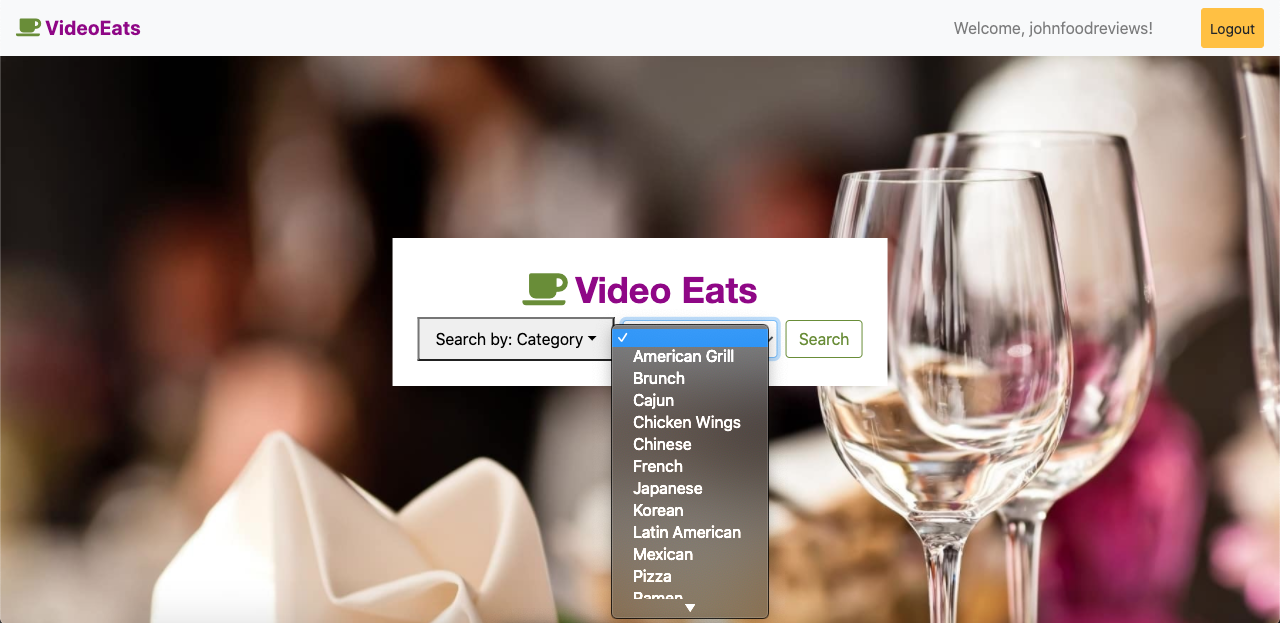 VideoEats
Welcome, johnfoodreviews!
Logout
Video Eats
Search by: Category
Search
American Grill
Brunch
Cajun
Chicken Wings
Chinese
French
Japanese
Korean
Latin American
Mexican
Pizza
Ramen